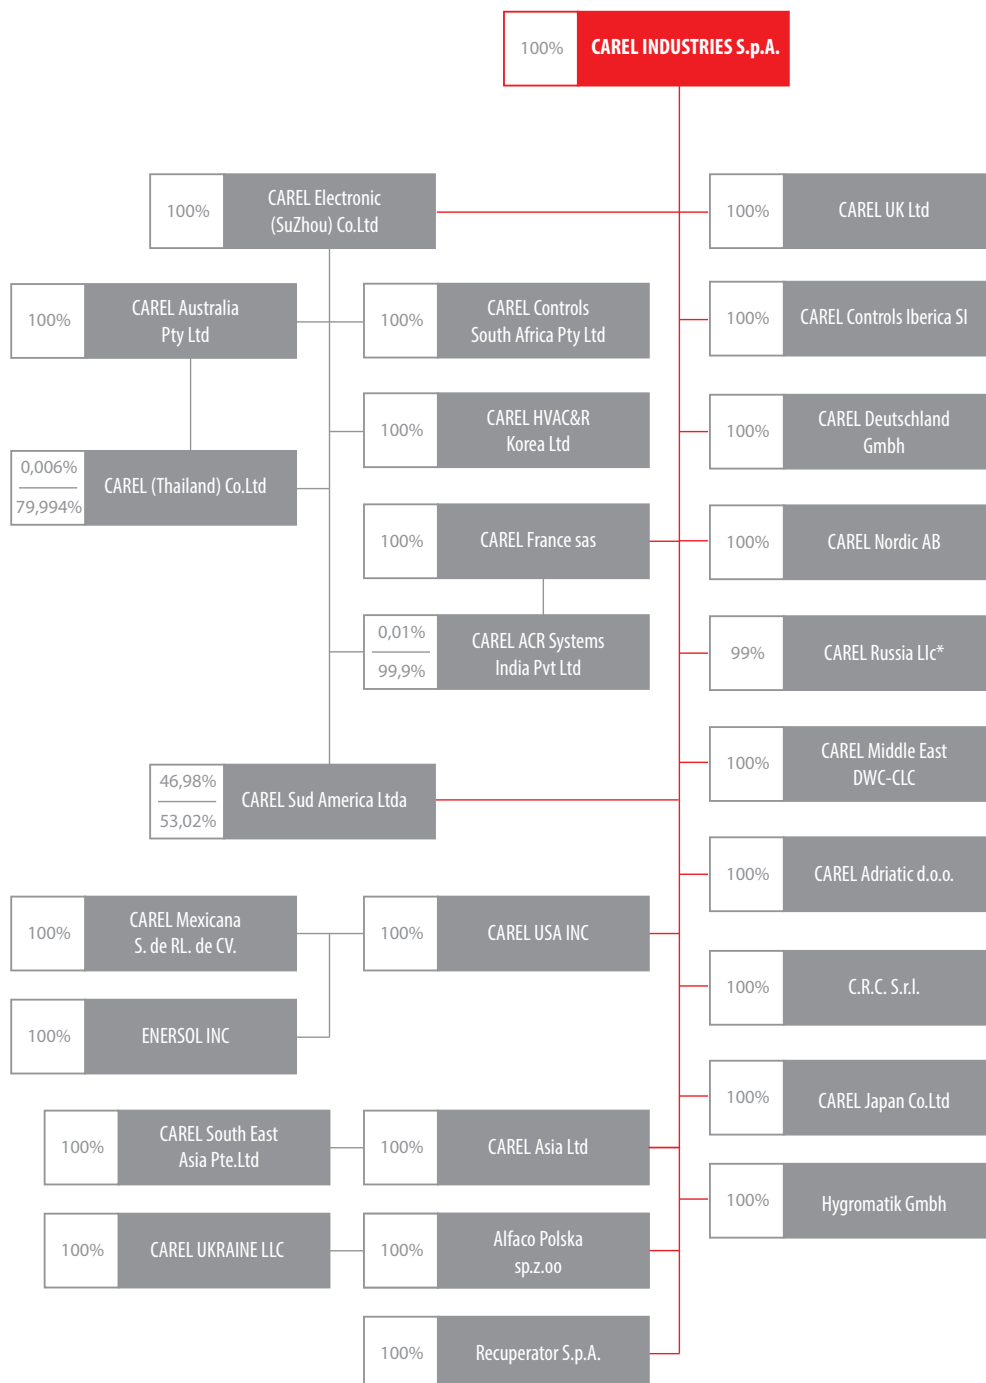 100%
CAREL INDUSTRIES S.p.A.
100%
CAREL Electronic
(SuZhou) Co.Ltd
100%
CAREL UK Ltd
100%
CAREL Australia
Pty Ltd
100%
CAREL Controls
South Africa Pty Ltd
100%
CAREL Controls Iberica Sl
100%
CAREL HVAC&R
Korea Ltd
100%
CAREL Deutschland
Gmbh
0,006%
79,994%
CAREL (Thailand) Co.Ltd
100%
CAREL France sas
100%
CAREL Nordic AB
0,01%
99,9%
CAREL ACR Systems
India Pvt Ltd
99%
CAREL Russia Llc*
100%
CAREL Middle East
DWC-CLC
46,98%
53,02%
CAREL Sud America Ltda
100%
CAREL Adriatic d.o.o.
100%
CAREL Mexicana
S. de RL. de CV.
100%
CAREL USA INC
100%
C.R.C. S.r.l.
100%
ENERSOL INC
100%
CAREL Japan Co.Ltd
100%
CAREL South East
Asia Pte.Ltd
100%
CAREL Asia Ltd
100%
Hygromatik Gmbh
100%
CAREL UKRAINE LLC
100%
Alfaco Polska
sp.z.oo
100%
Recuperator S.p.A.